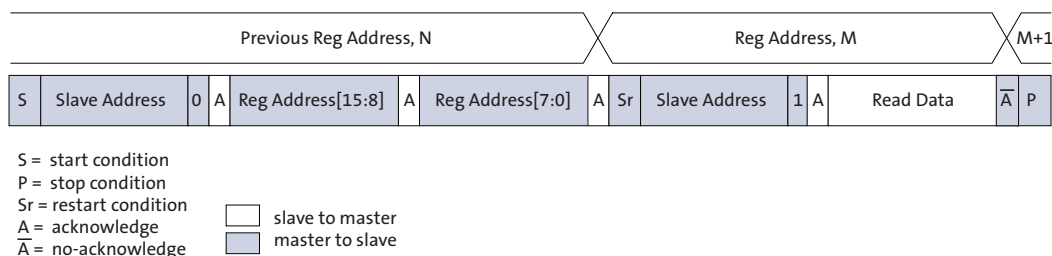 Previous Reg Address, N Reg Address, M M+1
S Slave Address 0 A Reg Address[15:8] A Reg Address[7:0] A Sr Slave Address 1 A Read Data A̅ P
S = start condition
P = stop condition
Sr = restart condition
A = acknowledge
A̅ = no-acknowledge
slave to master
master to slave